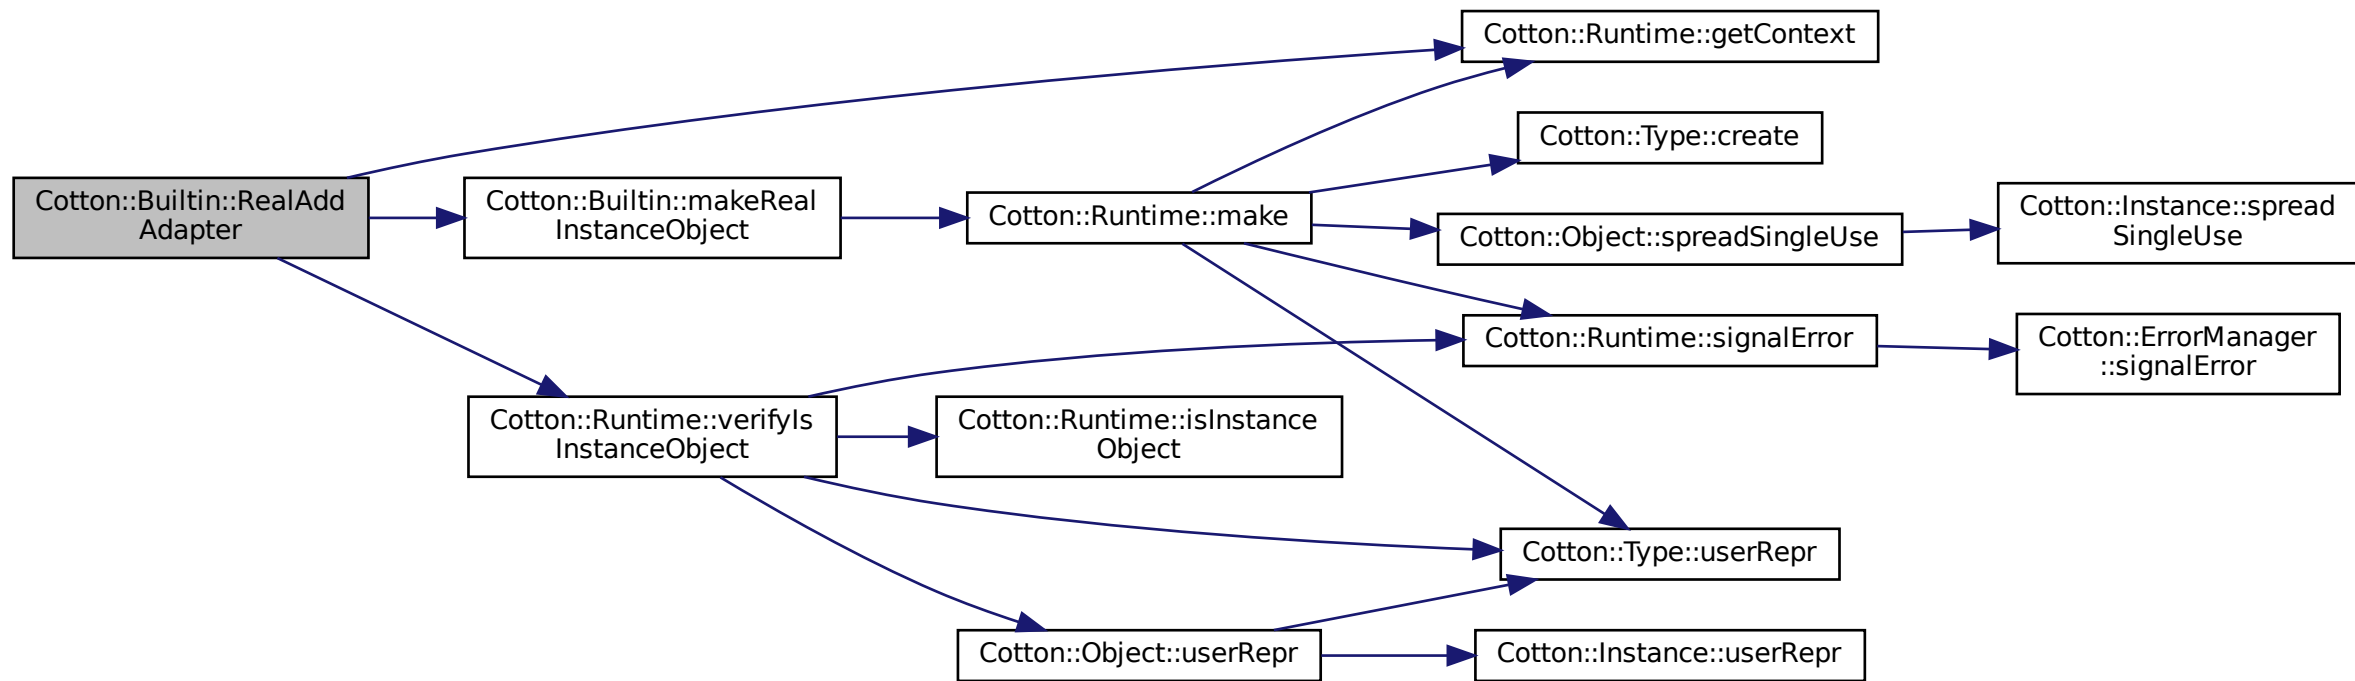 Cotton::Runtime::getContext
Cotton::Type::create
Cotton::Builtin::RealAdd
Adapter
Cotton::Builtin::makeReal
InstanceObject
Cotton::Runtime::make
Cotton::Object::spreadSingleUse
Cotton::Instance::spread
SingleUse
Cotton::Runtime::signalError
Cotton::ErrorManager
::signalError
Cotton::Runtime::verifyIs
InstanceObject
Cotton::Runtime::isInstance
Object
Cotton::Type::userRepr
Cotton::Object::userRepr
Cotton::Instance::userRepr